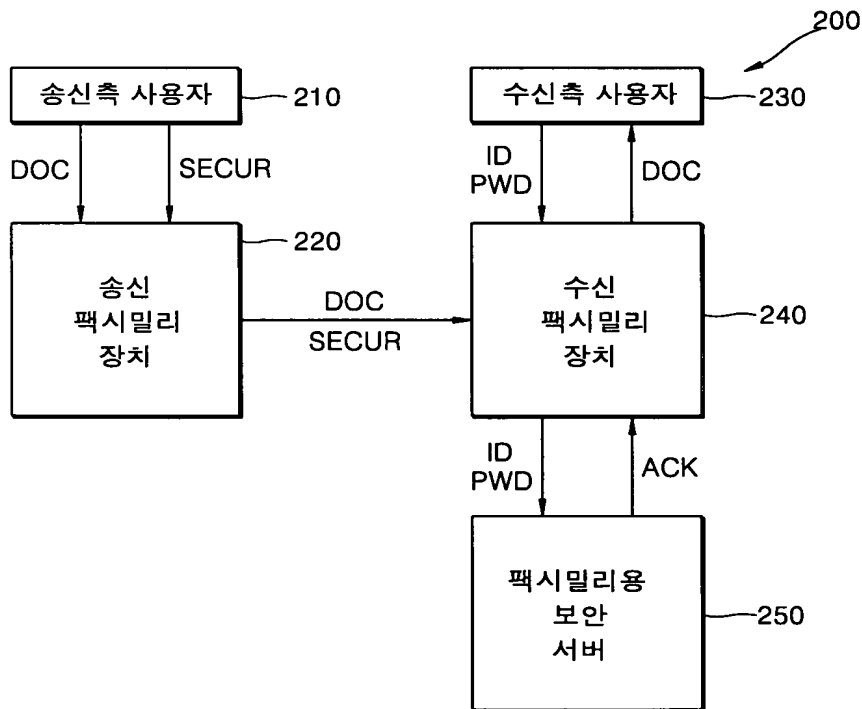 200
송신측 사용자
210
수신측 사용자
230
DOC
SECUR
ID
PWD
DOC
220
송신
팩시밀리
장치
DOC
SECUR
수신
팩시밀리
장치
240
ID
PWD
ACK
팩시밀리용
보안
서버
250